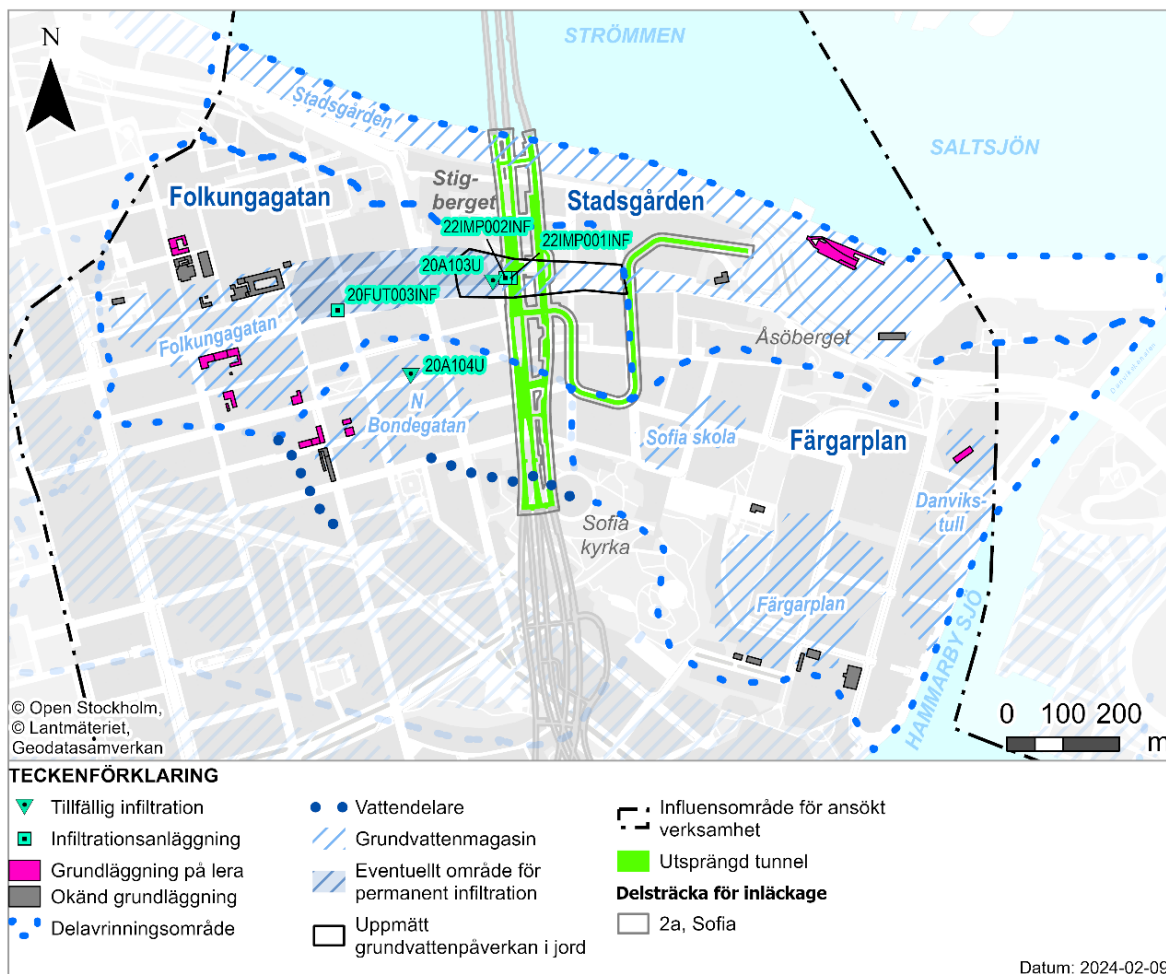 STRÖMMEN
N
Stadsgården
SALTSJÖN
Folkungagatan
Stig-
berget
Stadsgården
22IMP002INF
22IMP001INF
20A103U
20FUT003INF
Folkungagatan
Åsöberget
20A104U
N
Bondegatan
Sofia skola
Färgarplan
Danviks-
tull
Sofia
kyrka
Färgarplan
HAMMARBY SJÖ
© Open Stockholm,
© Lantmäteriet,
Geodatasamverkan
0 100 200
m
TECKENFÖRKLARING
Tillfällig infiltration
Infiltrationsanläggning
Grundläggning på lera
Okänd grundläggning
Delavrinningsområde
Vattendelare
Grundvattenmagasin
Eventuellt område för
permanent infiltration
Uppmätt
grundvattenpåverkan i jord
Influensområde för ansökt
verksamhet
Utsprängd tunnel
Delsträcka för inläckage
2a, Sofia
Datum: 2024-02-09